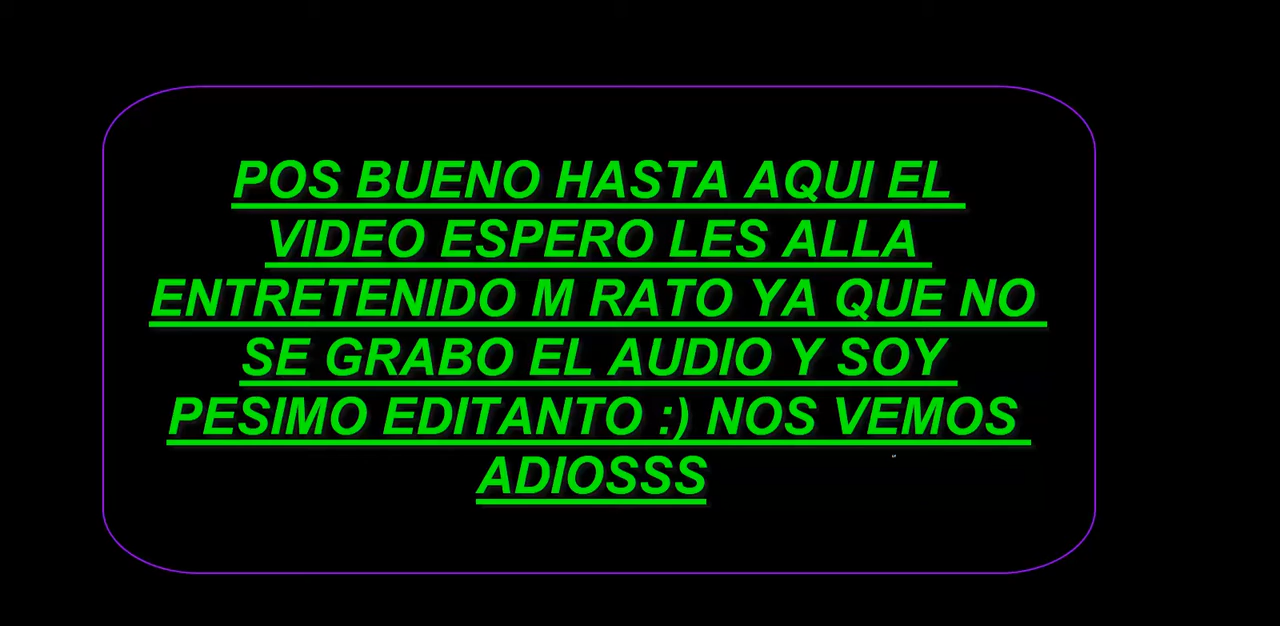 POS BUENO HASTA AQUI EL
VIDEO ESPERO LES ALLA
ENTRETENIDO M RATO YA QUE NO
SE GRABO EL AUDIO Y SOY
PESIMO EDITANTO :) NOS VEMOS
ADIOSSS